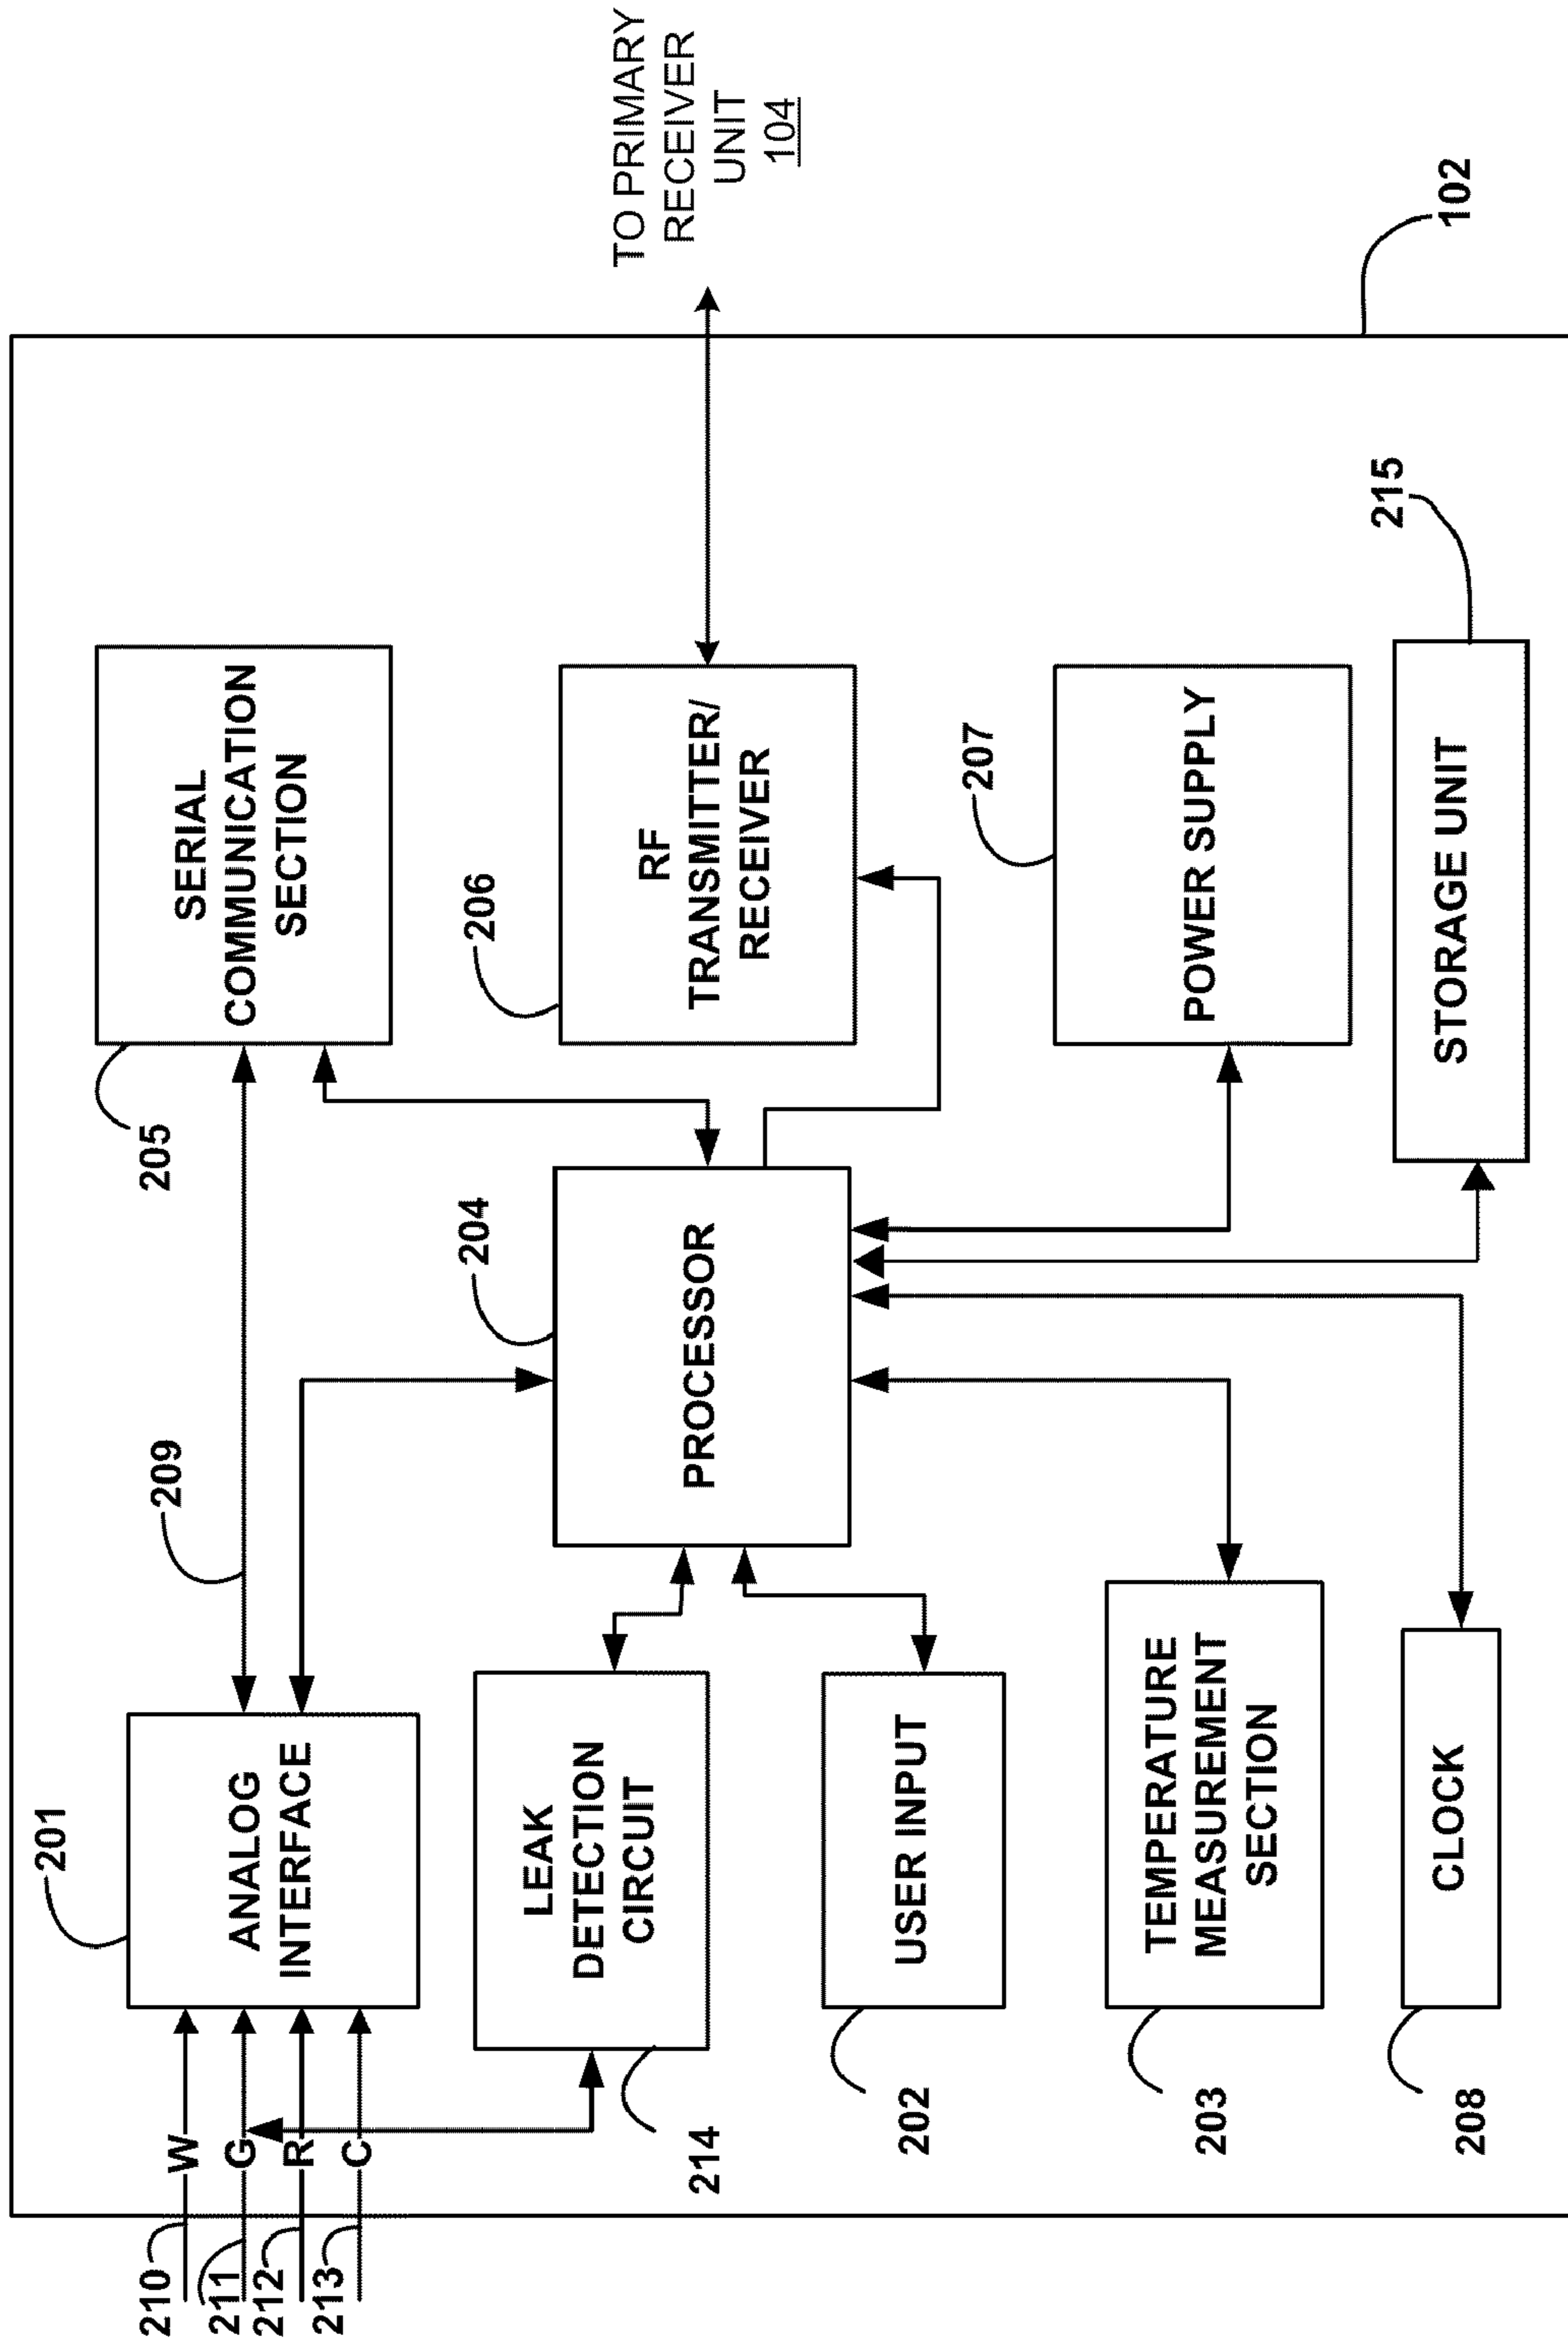 210
W
211
G
212
R
213
C
201
ANALOG
INTERFACE
209
205
SERIAL
COMMUNICATION
SECTION
214
LEAK
DETECTION
CIRCUIT
204
PROCESSOR
206
RF
TRANSMITTER/
RECEIVER
TO PRIMARY
RECEIVER
UNIT
104
202
USER INPUT
207
POWER SUPPLY
203
TEMPERATURE
MEASUREMENT
SECTION
208
CLOCK
215
STORAGE UNIT
102